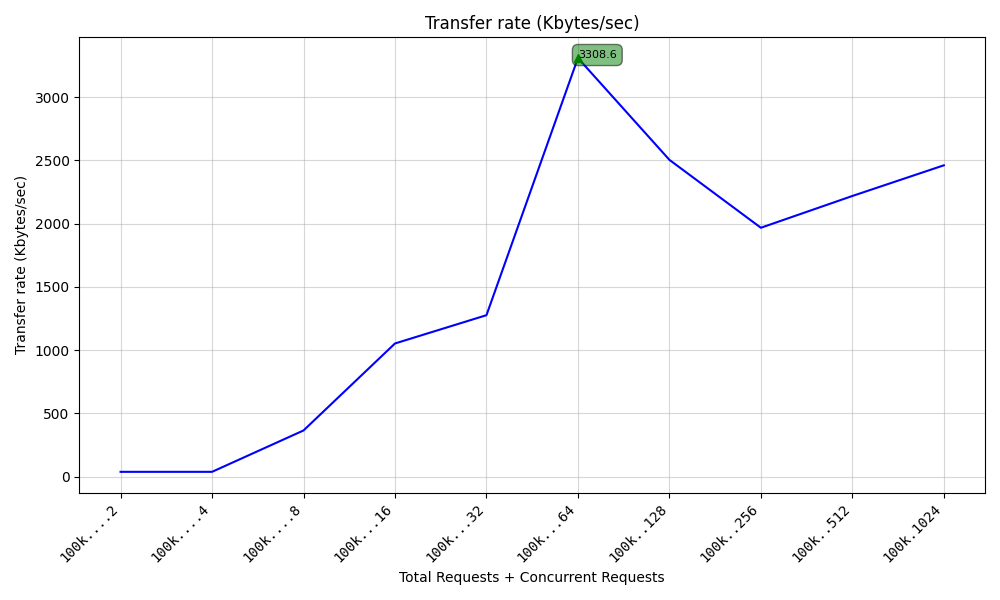 Transfer rate (Kbytes/sec)
3308.6
Transfer rate (Kbytes/sec)
3000
2500
2000
1500
1000
500
0
100k....2
100k....4
100k....8
100k...16
100k...32
100k...64
100k..128
100k..256
100k..512
100k.1024
Total Requests + Concurrent Requests